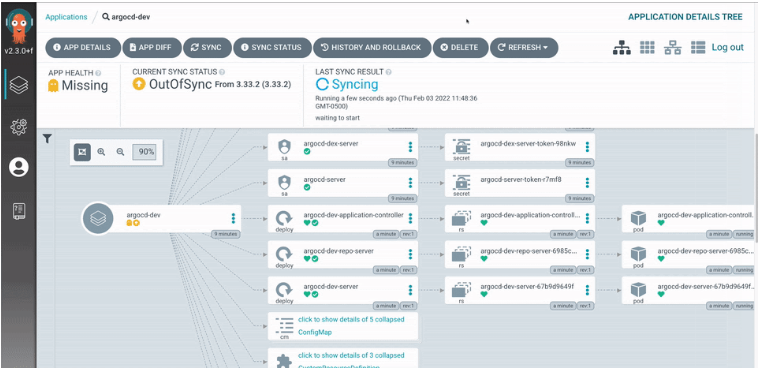 Applications / argocd-dev
APPLICATION DETAILS TREE
v2.3.0+f
APP DETAILS
APP DIFF
SYNC
SYNC STATUS
HISTORY AND ROLLBACK
DELETE
REFRESH
Log out
APP HEALTH
Missing
CURRENT SYNC STATUS
OutOfSync From 3.33.2 (3.33.2)
LAST SYNC RESULT
Syncing
Running a few seconds ago (Thu Feb 03 2022 11:48:36
GMT-0500)
waiting to start
90%
9 minutes
9 minutes
argocd-dex-server
sa
9 minutes
argocd-dex-server-token-98nkw
secret
9 minutes
argocd-server
sa
9 minutes
argocd-server-token-r7mf8
secret
9 minutes
argocd-dev
9 minutes
argocd-dev-application-controller
deploy
a minute rev:1
argocd-dev-application-controll...
rs
a minute rev:1
argocd-dev-application-controll...
pod
a minute running
argocd-dev-repo-server
deploy
a minute rev:1
argocd-dev-repo-server-6985c...
rs
a minute rev:1
argocd-dev-repo-server-6985c...
pod
a minute running
argocd-dev-server
deploy
a minute rev:1
argocd-dev-server-67b9d9649f
rs
a minute rev:1
argocd-dev-server-67b9d9649f...
pod
a minute running
click to show details of 5 collapsed
ConfigMap
cm
click to show details of 3 collapsed
CustomResourceDefinition